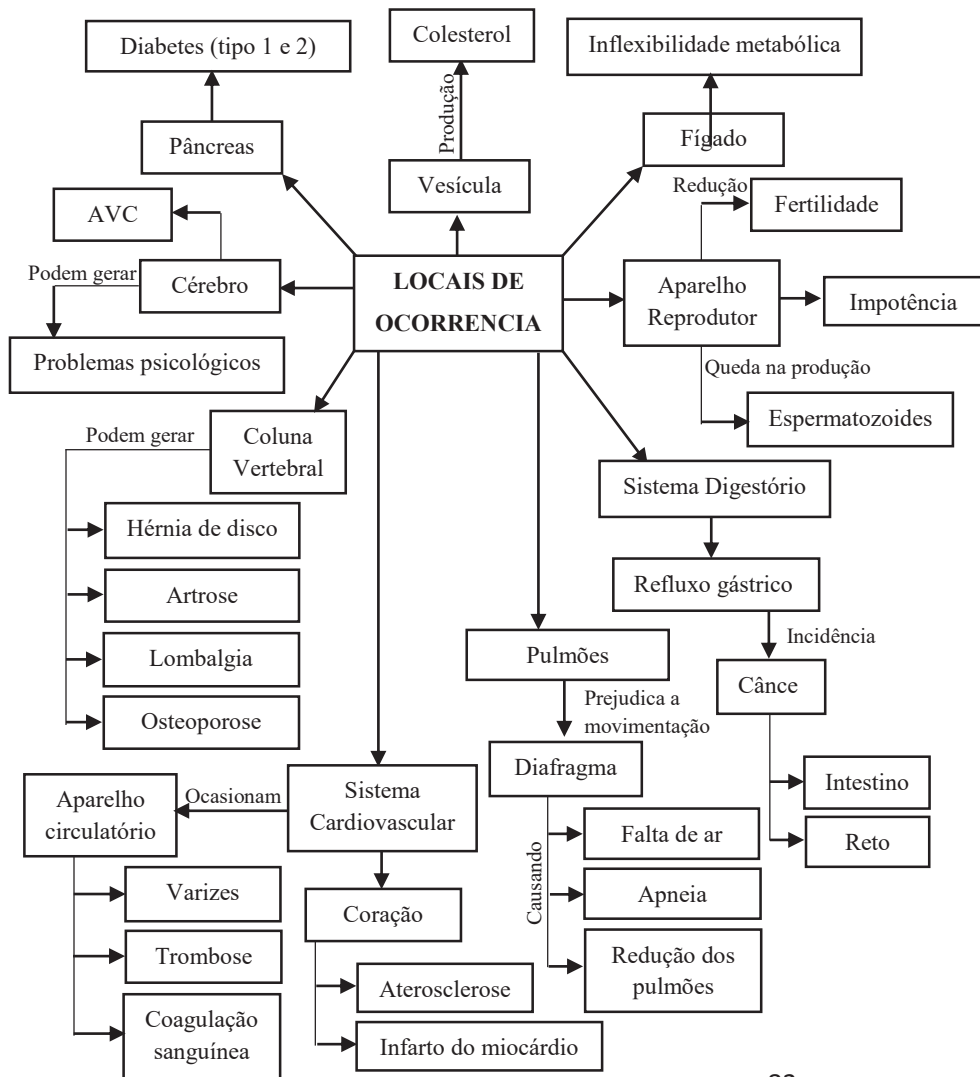 Diabetes (tipo 1 e 2)
Colesterol
Inflexibilidade metabólica
Produção
Pâncreas
Vesícula
Fígado
AVC
Redução
Fertilidade
Podem gerar
Cérebro
LOCAIS DE
OCORRENCIA
Aparelho
Reprodutor
Impotência
Problemas psicológicos
Queda na produção
Espermatozoides
Podem gerar
Coluna
Vertebral
Sistema Digestório
Hérnia de disco
Artrose
Lombalgia
Osteoporose
Refluxo gástrico
Incidência
Pulmões
Cânce
Prejudica a
movimentação
Diafragma
Intestino
Reto
Aparelho
circulatório
Ocasionam
Sistema
Cardiovascular
Causando
Falta de ar
Apneia
Redução dos
pulmões
Varizes
Trombose
Coagulação
sanguínea
Coração
Aterosclerose
Infarto do miocárdio